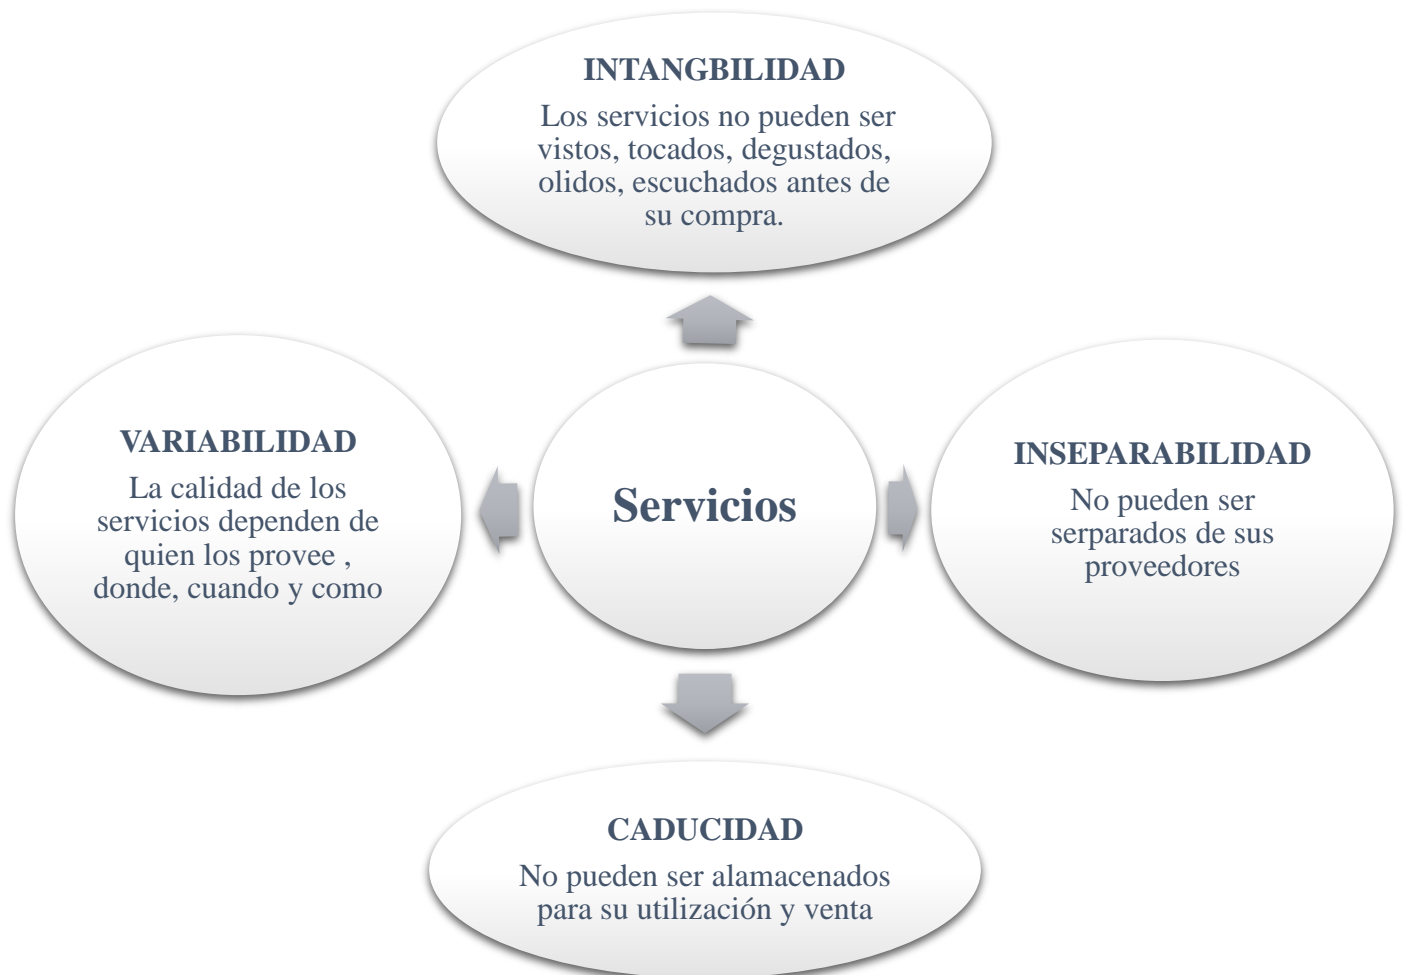 INTANGBILIDAD
Los servicios no pueden ser
vistos, tocados, degustados,
olidos, escuchados antes de
su compra.
VARIABILIDAD
La calidad de los
servicios dependen de
quien los provee ,
donde, cuando y como
Servicios
INSEPARABILIDAD
No pueden ser
serparados de sus
proveedores
CADUCIDAD
No pueden ser alamacenados
para su utilización y venta